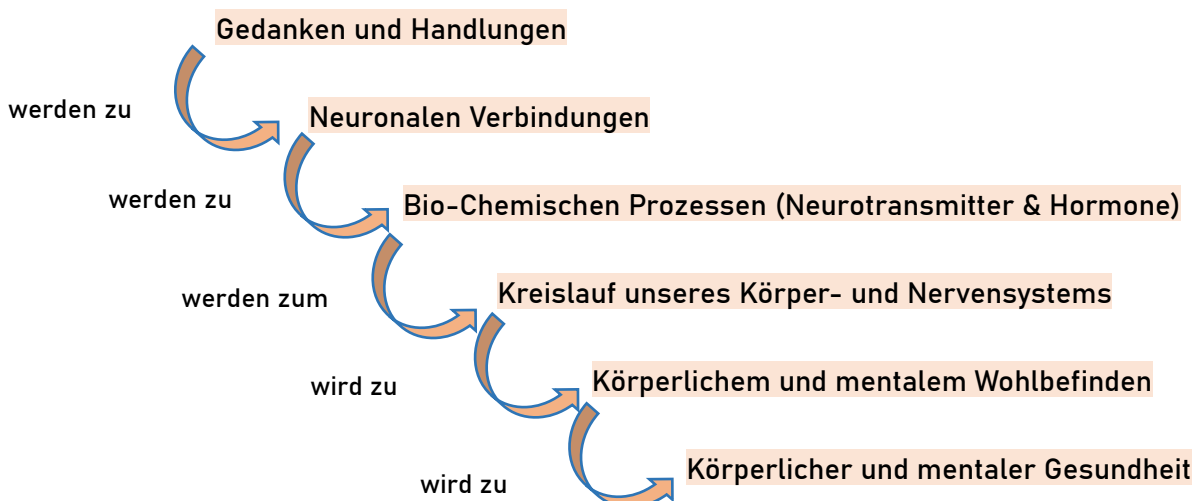 Gedanken und Handlungen
werden zu
Neuronalen Verbindungen
werden zu
Bio-Chemischen Prozessen (Neurotransmitter & Hormone)
werden zum
Kreislauf unseres Körper- und Nervensystems
wird zu
Körperlichem und mentalem Wohlbefinden
wird zu
Körperlicher und mentaler Gesundheit